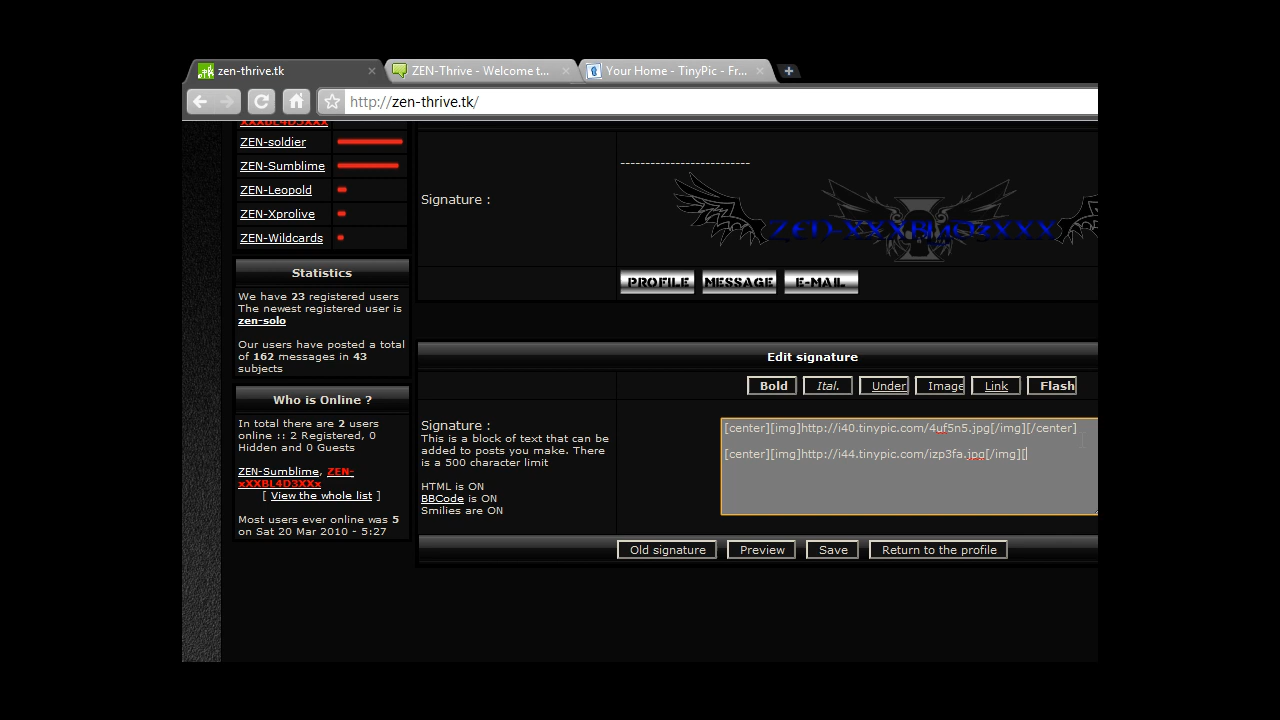 zen-thrive.tk
ZEN-Thrive - Welcome t...
Your Home - TinyPic - Fr...
http://zen-thrive.tk/
xXXBL4D3XXx
ZEN-soldier
ZEN-Sumblime
ZEN-Leopold
ZEN-Xprolive
ZEN-Wildcards
Statistics
We have 23 registered users
The newest registered user is
zen-solo
Our users have posted a total
of 162 messages in 43
subjects
Who is Online ?
In total there are 2 users
online :: 2 Registered, 0
Hidden and 0 Guests
ZEN-Sumblime, ZEN-
xXXBL4D3XXx
[ View the whole list ]
Most users ever online was 5
on Sat 20 Mar 2010 - 5:27
Signature :
--------------------------
ZEN-XXXBl4D3XXX
PROFILE MESSAGE E-MAIL
Edit signature
Bold Ital. Under Image Link Flash
Signature :
This is a block of text that can be
added to posts you make. There
is a 500 character limit
HTML is ON
BBCode is ON
Smilies are ON
[center][img]http://i40.tinypic.com/4uf5n5.jpg[/img][/center]
[center][img]http://i44.tinypic.com/izp3fa.jpg[/img][
Old signature Preview Save Return to the profile